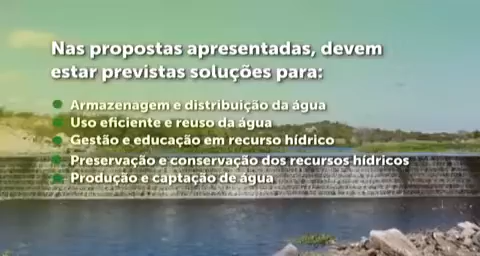 Nas propostas apresentadas, devem
estar previstas soluções para:
Armazenagem e distribuição da água
Uso eficiente e reuso da água
Gestão e educação em recurso hídrico
Preservação e conservação dos recursos hídricos
Produção e captação de água